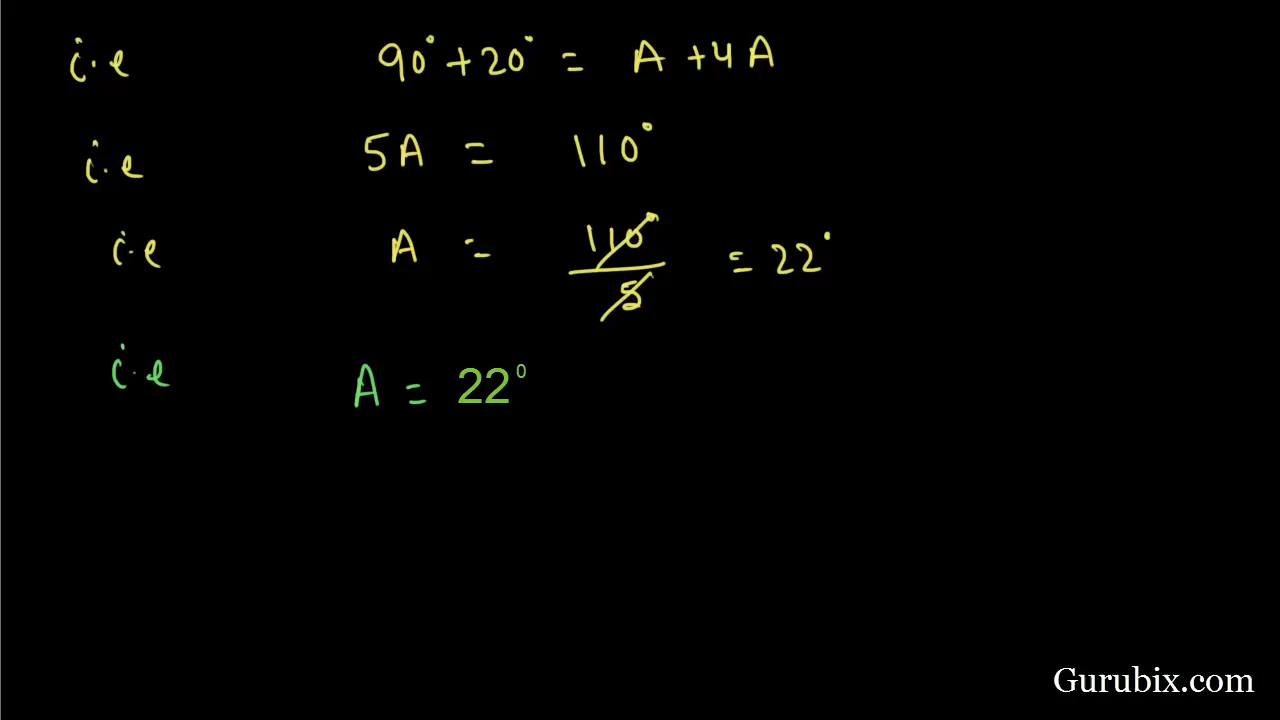 i.e 90° + 20° = A + 4A
i.e 5A = 110°
i.e A = 110°/5 = 22°
i.e A = 22°
Gurubix.com